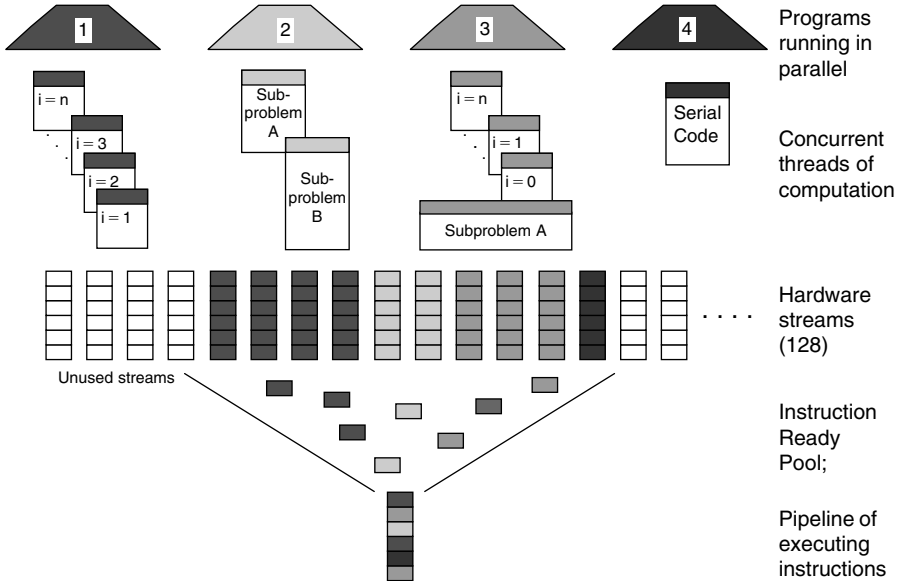 1
2
3
4
Programs
running in
parallel
i = n
i = 3
i = 2
i = 1
Sub-
problem
A
Sub-
problem
B
i = n
i = 1
i = 0
Subproblem A
Serial
Code
Concurrent
threads of
computation
Hardware
streams
(128)
Unused streams
Instruction
Ready
Pool;
Pipeline of
executing
instructions